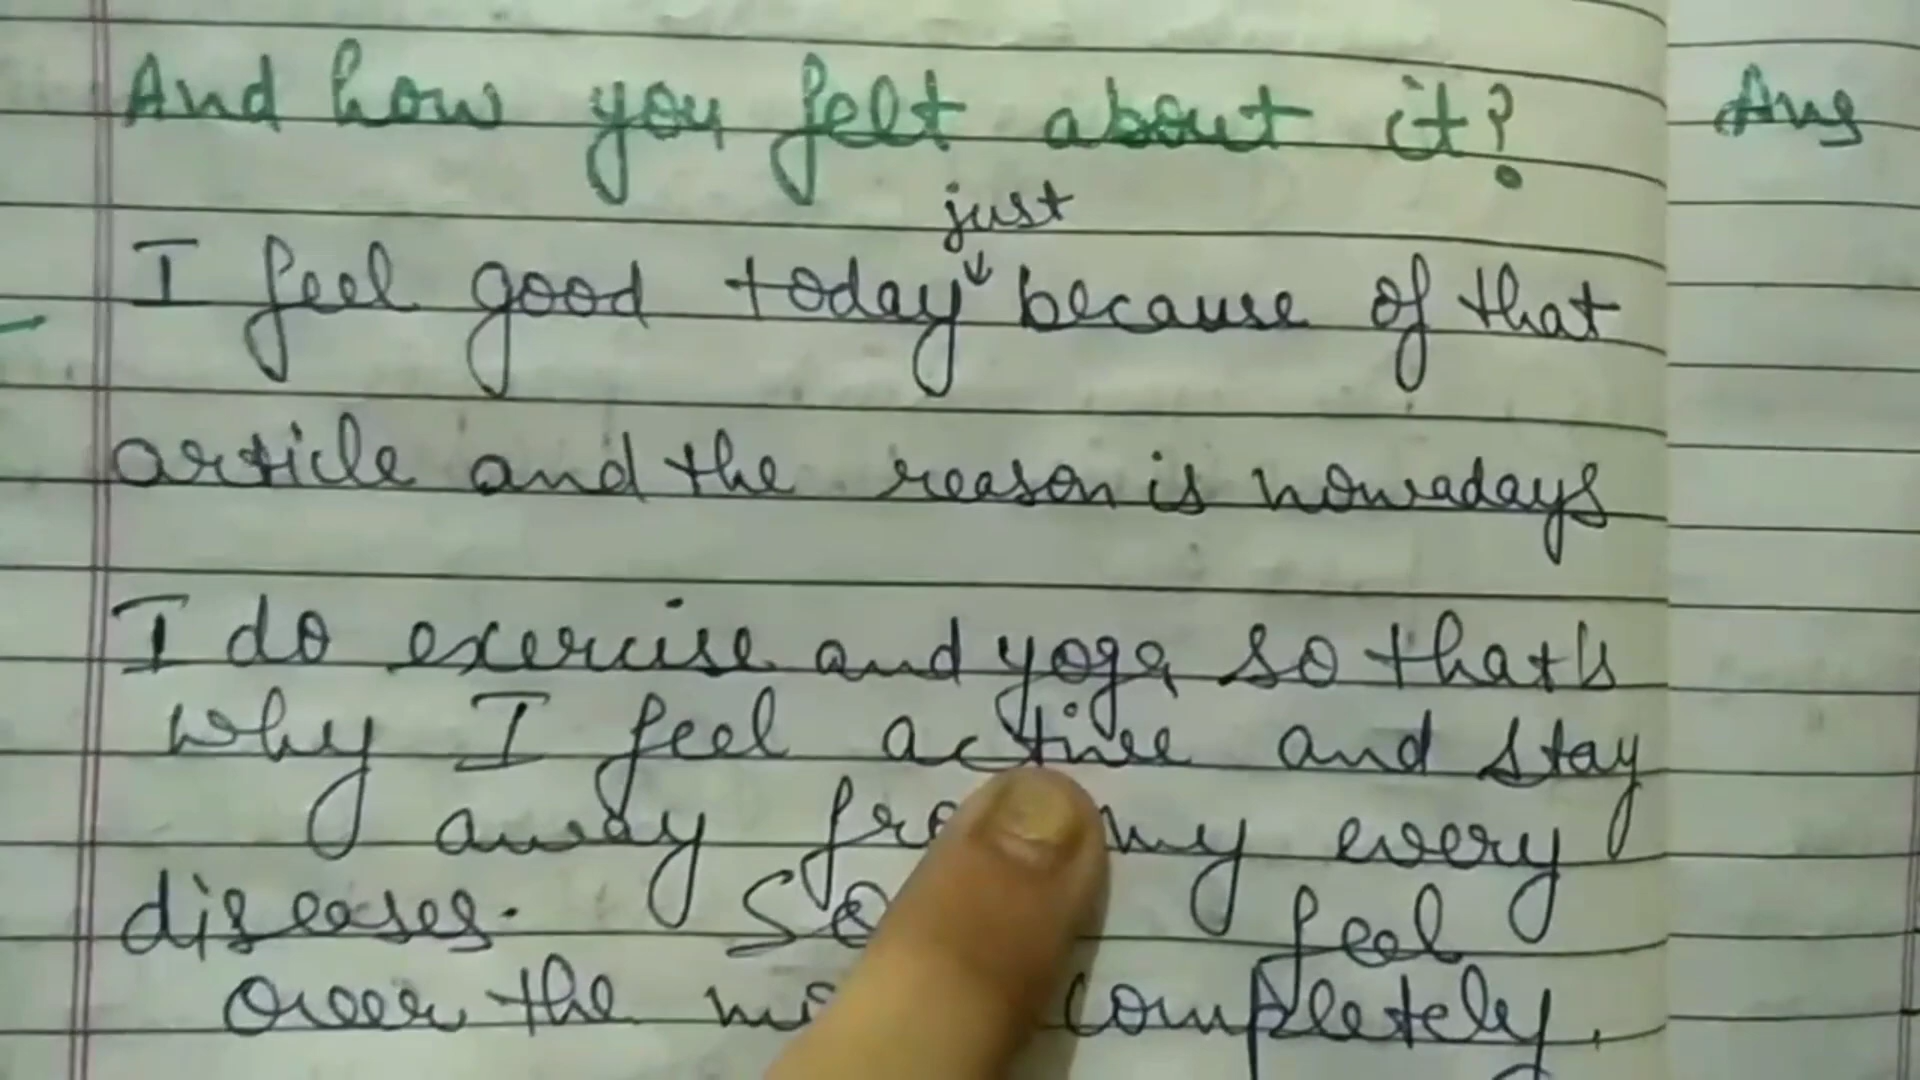 And how you felt about it?
just
I feel good today because of that
article and the reason is nowadays
I do exercise and yoga so that's
why I feel active and stay
away my every
diseases. So feel
over the completely.
Ans